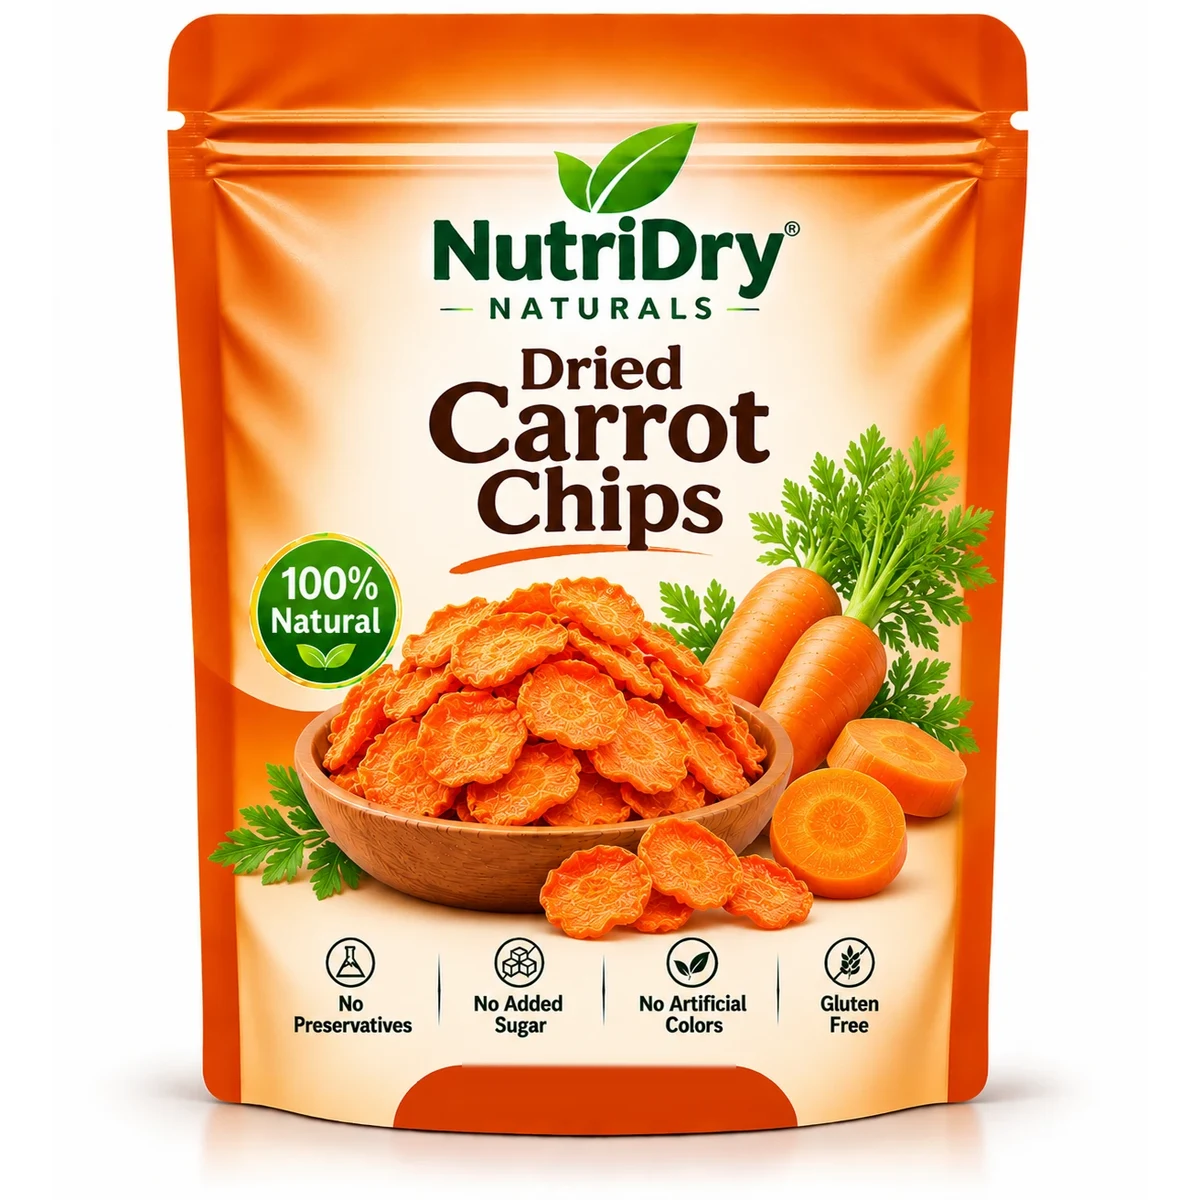 NutriDry®
NATURALS
Dried
Carrot
Chips
100%
Natural
No
Preservatives
No Added
Sugar
No Artificial
Colors
Gluten
Free